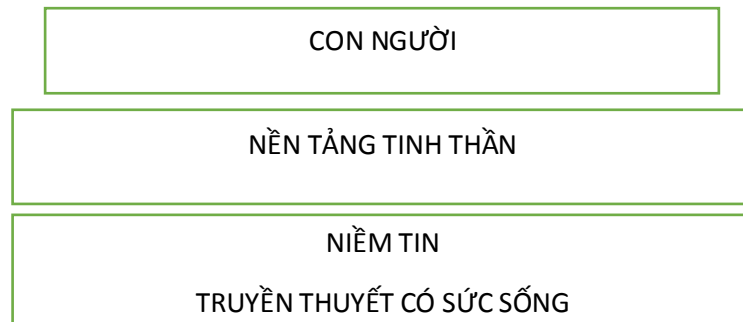 CON NGƯỜI
NỀN TẢNG TINH THẦN
NIỀM TIN
TRUYỀN THUYẾT CÓ SỨC SỐNG